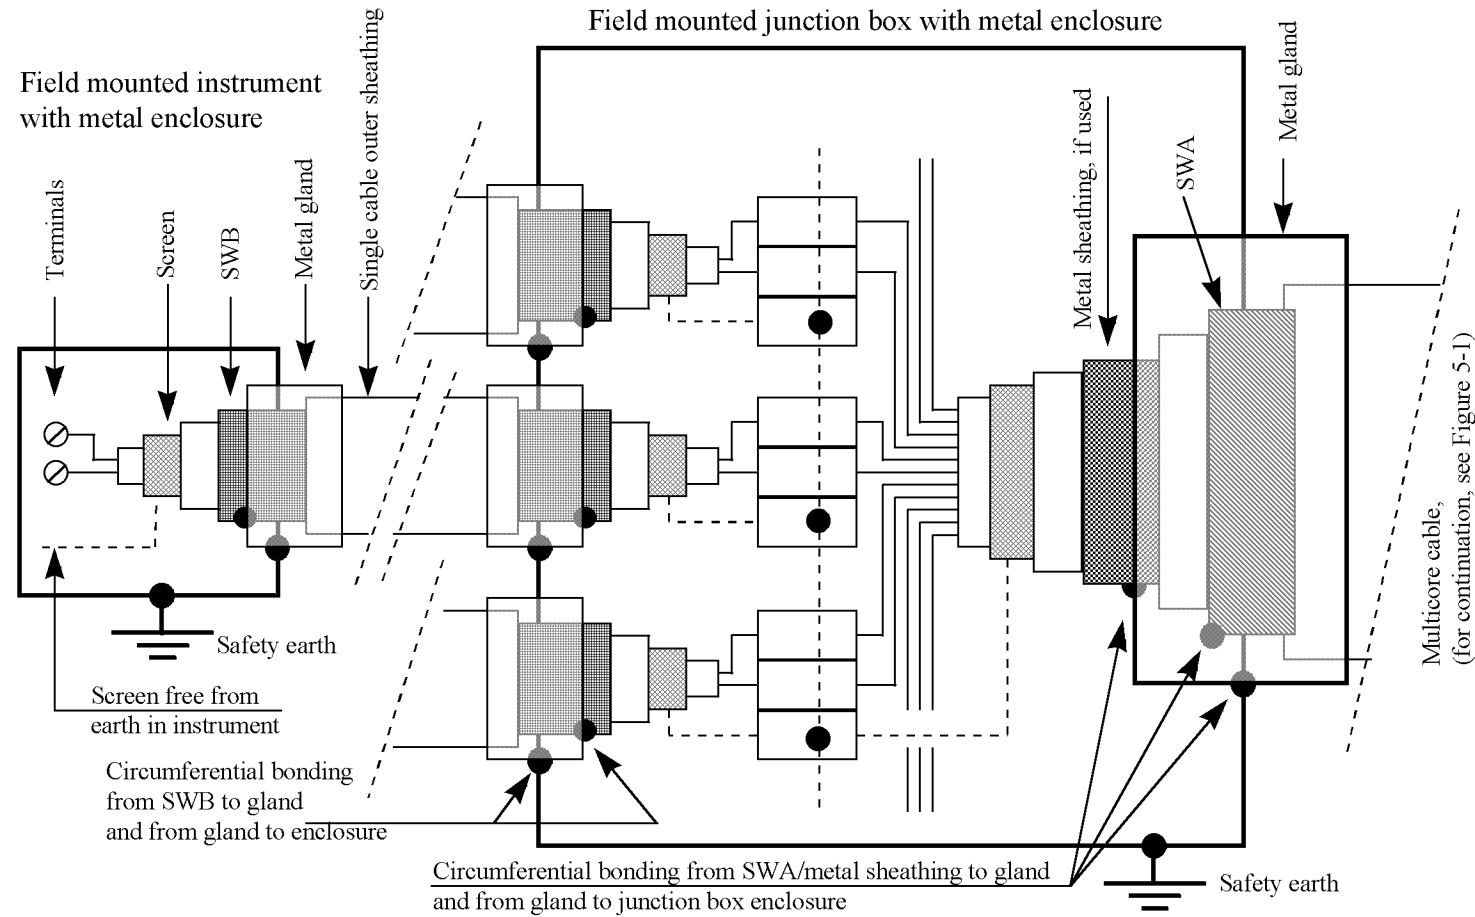 Field mounted junction box with metal enclosure
Field mounted instrument
with metal enclosure
Terminals
Screen
SWB
Metal gland
Single cable outer sheathing
Metal sheathing, if used
SWA
Metal gland
Multicore cable,
(for continuation, see Figure 5-1)
Safety earth
Screen free from
earth in instrument
Circumferential bonding
from SWB to gland
and from gland to enclosure
Circumferential bonding from SWA/metal sheathing to gland
and from gland to junction box enclosure
Safety earth